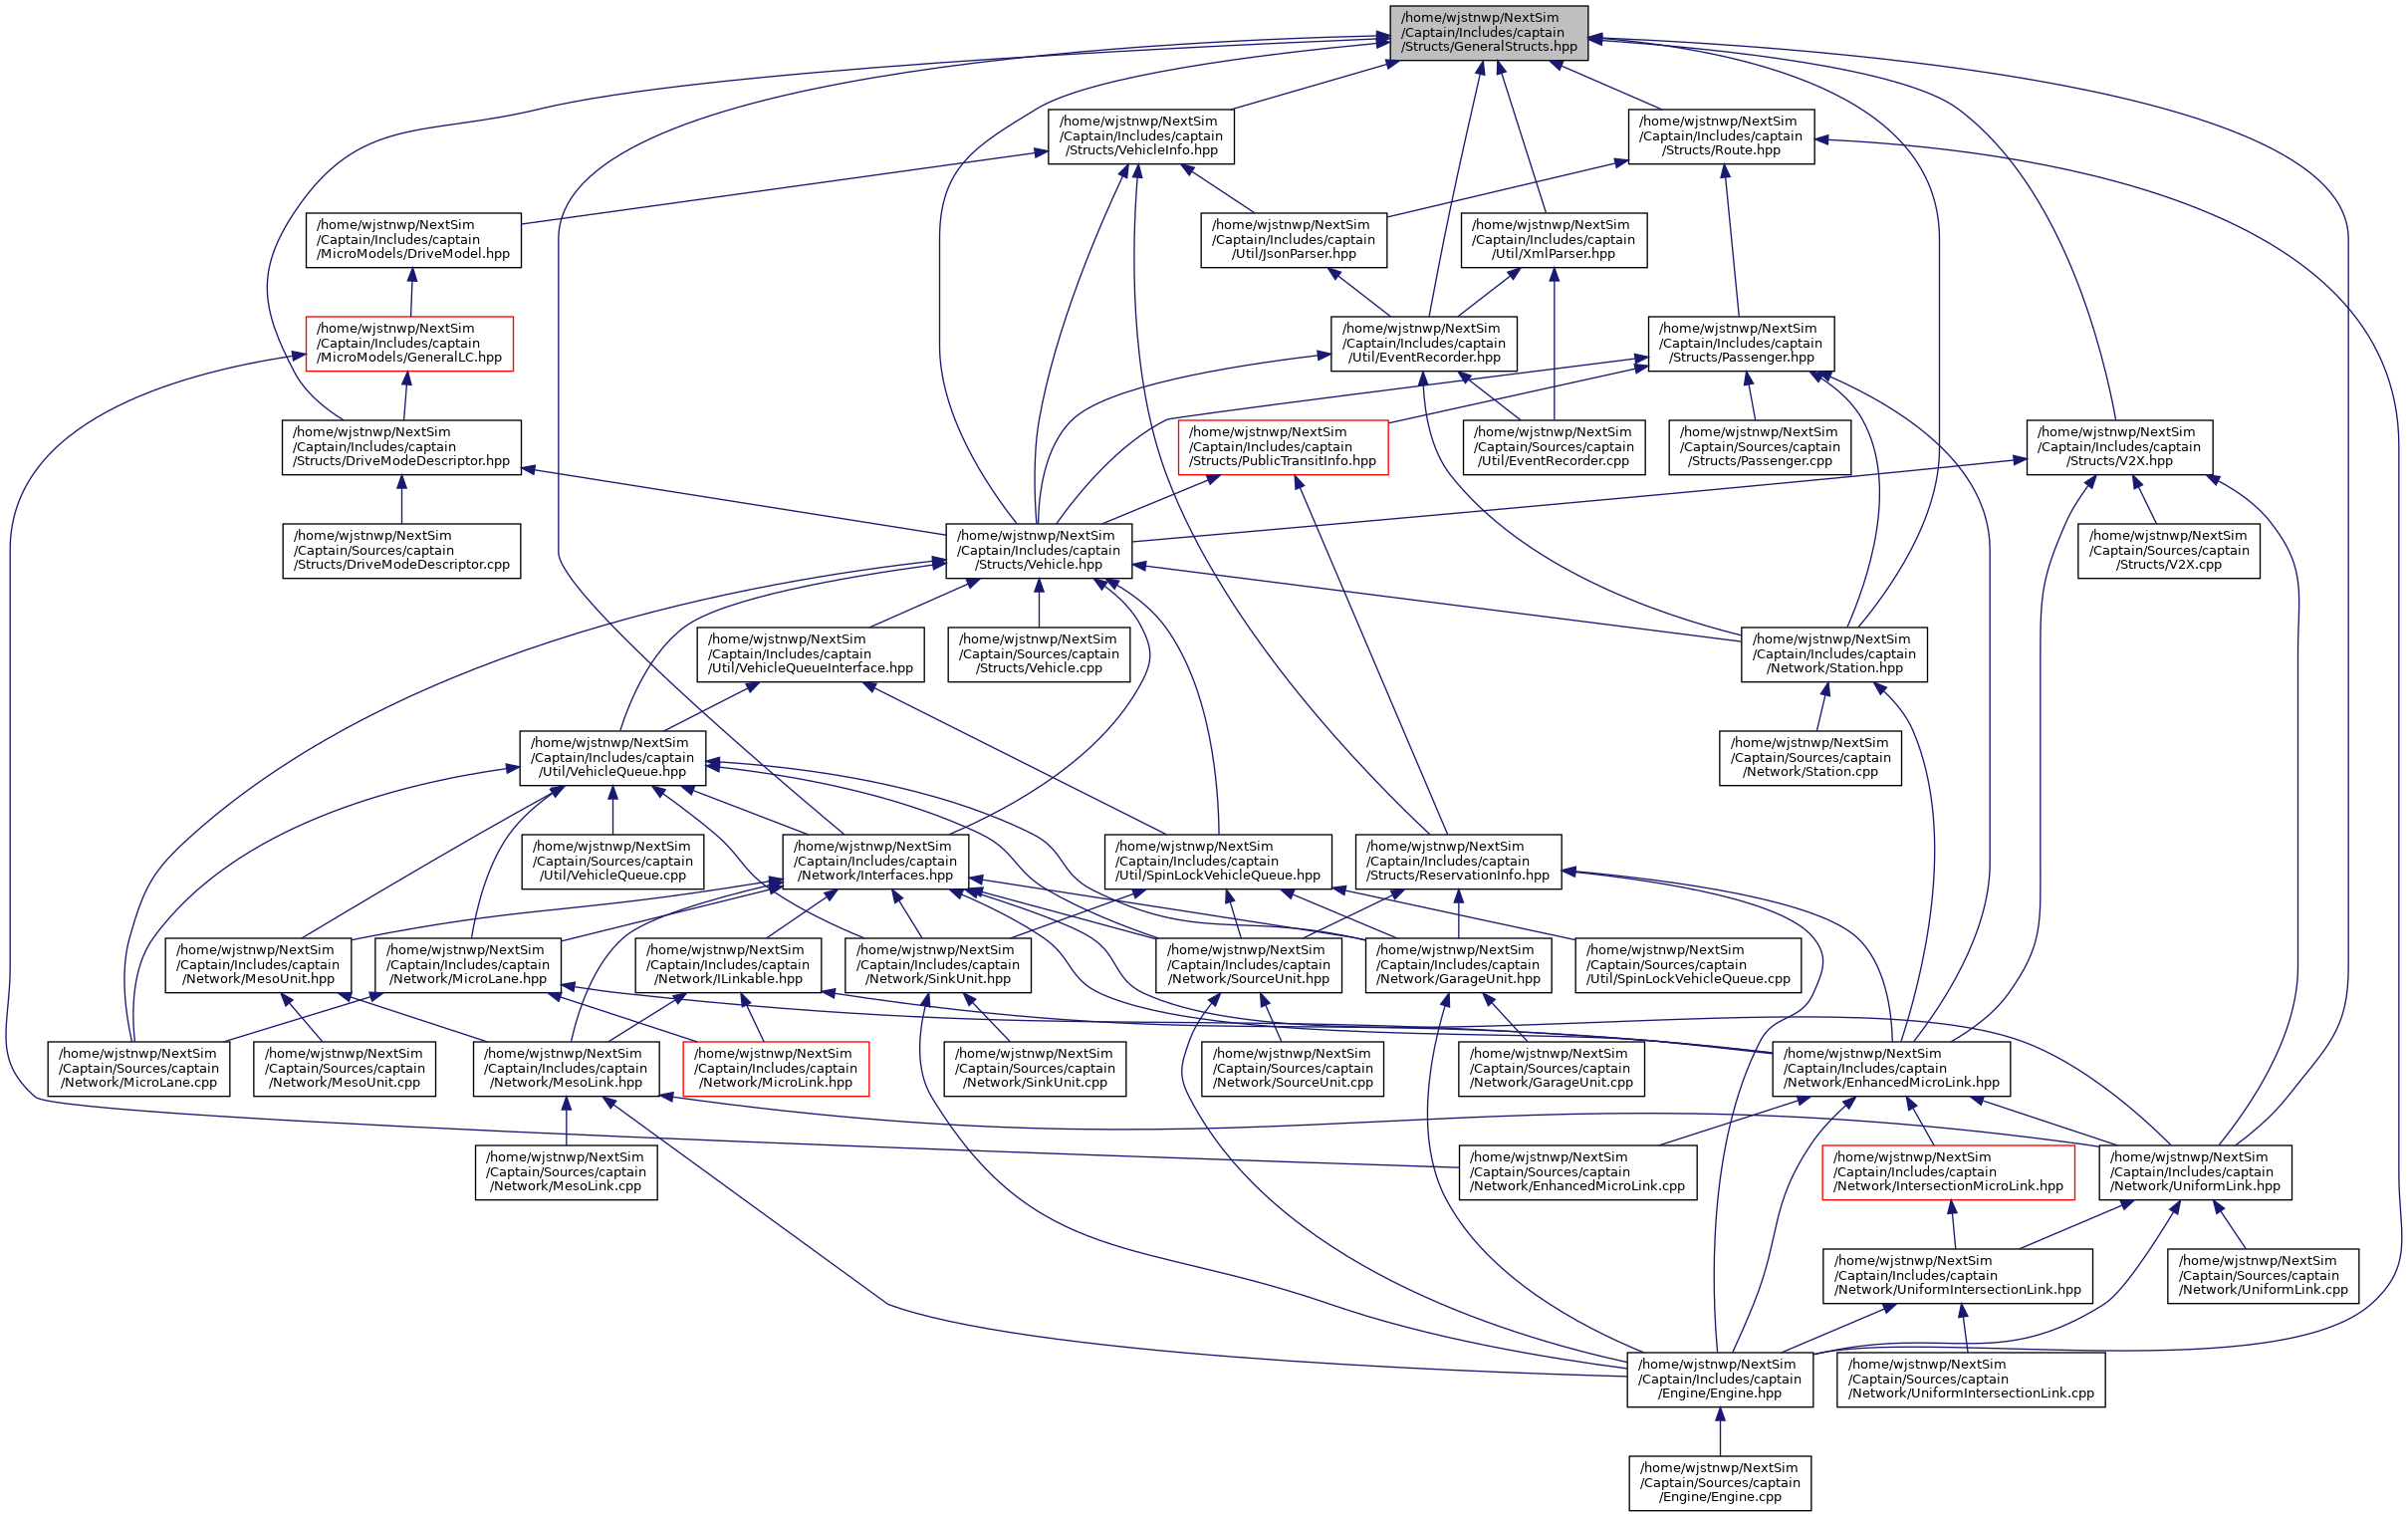 /home/wjstnwp/NextSim
/Captain/Includes/captain
/Structs/GeneralStructs.hpp
/home/wjstnwp/NextSim
/Captain/Includes/captain
/Structs/VehicleInfo.hpp
/home/wjstnwp/NextSim
/Captain/Includes/captain
/Structs/Route.hpp
/home/wjstnwp/NextSim
/Captain/Includes/captain
/MicroModels/DriveModel.hpp
/home/wjstnwp/NextSim
/Captain/Includes/captain
/Util/JsonParser.hpp
/home/wjstnwp/NextSim
/Captain/Includes/captain
/Util/XmlParser.hpp
/home/wjstnwp/NextSim
/Captain/Includes/captain
/MicroModels/GeneralLC.hpp
/home/wjstnwp/NextSim
/Captain/Includes/captain
/Util/EventRecorder.hpp
/home/wjstnwp/NextSim
/Captain/Includes/captain
/Structs/Passenger.hpp
/home/wjstnwp/NextSim
/Captain/Includes/captain
/Structs/DriveModeDescriptor.hpp
/home/wjstnwp/NextSim
/Captain/Includes/captain
/Structs/PublicTransitInfo.hpp
/home/wjstnwp/NextSim
/Captain/Sources/captain
/Util/EventRecorder.cpp
/home/wjstnwp/NextSim
/Captain/Sources/captain
/Structs/Passenger.cpp
/home/wjstnwp/NextSim
/Captain/Includes/captain
/Structs/V2X.hpp
/home/wjstnwp/NextSim
/Captain/Sources/captain
/Structs/DriveModeDescriptor.cpp
/home/wjstnwp/NextSim
/Captain/Includes/captain
/Structs/Vehicle.hpp
/home/wjstnwp/NextSim
/Captain/Sources/captain
/Structs/V2X.cpp
/home/wjstnwp/NextSim
/Captain/Includes/captain
/Util/VehicleQueueInterface.hpp
/home/wjstnwp/NextSim
/Captain/Sources/captain
/Structs/Vehicle.cpp
/home/wjstnwp/NextSim
/Captain/Includes/captain
/Network/Station.hpp
/home/wjstnwp/NextSim
/Captain/Includes/captain
/Util/VehicleQueue.hpp
/home/wjstnwp/NextSim
/Captain/Sources/captain
/Network/Station.cpp
/home/wjstnwp/NextSim
/Captain/Sources/captain
/Util/VehicleQueue.cpp
/home/wjstnwp/NextSim
/Captain/Includes/captain
/Network/Interfaces.hpp
/home/wjstnwp/NextSim
/Captain/Includes/captain
/Util/SpinLockVehicleQueue.hpp
/home/wjstnwp/NextSim
/Captain/Includes/captain
/Structs/ReservationInfo.hpp
/home/wjstnwp/NextSim
/Captain/Includes/captain
/Network/MesoUnit.hpp
/home/wjstnwp/NextSim
/Captain/Includes/captain
/Network/MicroLane.hpp
/home/wjstnwp/NextSim
/Captain/Includes/captain
/Network/ILinkable.hpp
/home/wjstnwp/NextSim
/Captain/Includes/captain
/Network/SinkUnit.hpp
/home/wjstnwp/NextSim
/Captain/Includes/captain
/Network/SourceUnit.hpp
/home/wjstnwp/NextSim
/Captain/Includes/captain
/Network/GarageUnit.hpp
/home/wjstnwp/NextSim
/Captain/Sources/captain
/Util/SpinLockVehicleQueue.cpp
/home/wjstnwp/NextSim
/Captain/Sources/captain
/Network/MicroLane.cpp
/home/wjstnwp/NextSim
/Captain/Sources/captain
/Network/MesoUnit.cpp
/home/wjstnwp/NextSim
/Captain/Includes/captain
/Network/MesoLink.hpp
/home/wjstnwp/NextSim
/Captain/Includes/captain
/Network/MicroLink.hpp
/home/wjstnwp/NextSim
/Captain/Sources/captain
/Network/SinkUnit.cpp
/home/wjstnwp/NextSim
/Captain/Sources/captain
/Network/SourceUnit.cpp
/home/wjstnwp/NextSim
/Captain/Sources/captain
/Network/GarageUnit.cpp
/home/wjstnwp/NextSim
/Captain/Includes/captain
/Network/EnhancedMicroLink.hpp
/home/wjstnwp/NextSim
/Captain/Sources/captain
/Network/MesoLink.cpp
/home/wjstnwp/NextSim
/Captain/Sources/captain
/Network/EnhancedMicroLink.cpp
/home/wjstnwp/NextSim
/Captain/Includes/captain
/Network/IntersectionMicroLink.hpp
/home/wjstnwp/NextSim
/Captain/Includes/captain
/Network/UniformLink.hpp
/home/wjstnwp/NextSim
/Captain/Includes/captain
/Network/UniformIntersectionLink.hpp
/home/wjstnwp/NextSim
/Captain/Sources/captain
/Network/UniformLink.cpp
/home/wjstnwp/NextSim
/Captain/Includes/captain
/Engine/Engine.hpp
/home/wjstnwp/NextSim
/Captain/Sources/captain
/Network/UniformIntersectionLink.cpp
/home/wjstnwp/NextSim
/Captain/Sources/captain
/Engine/Engine.cpp